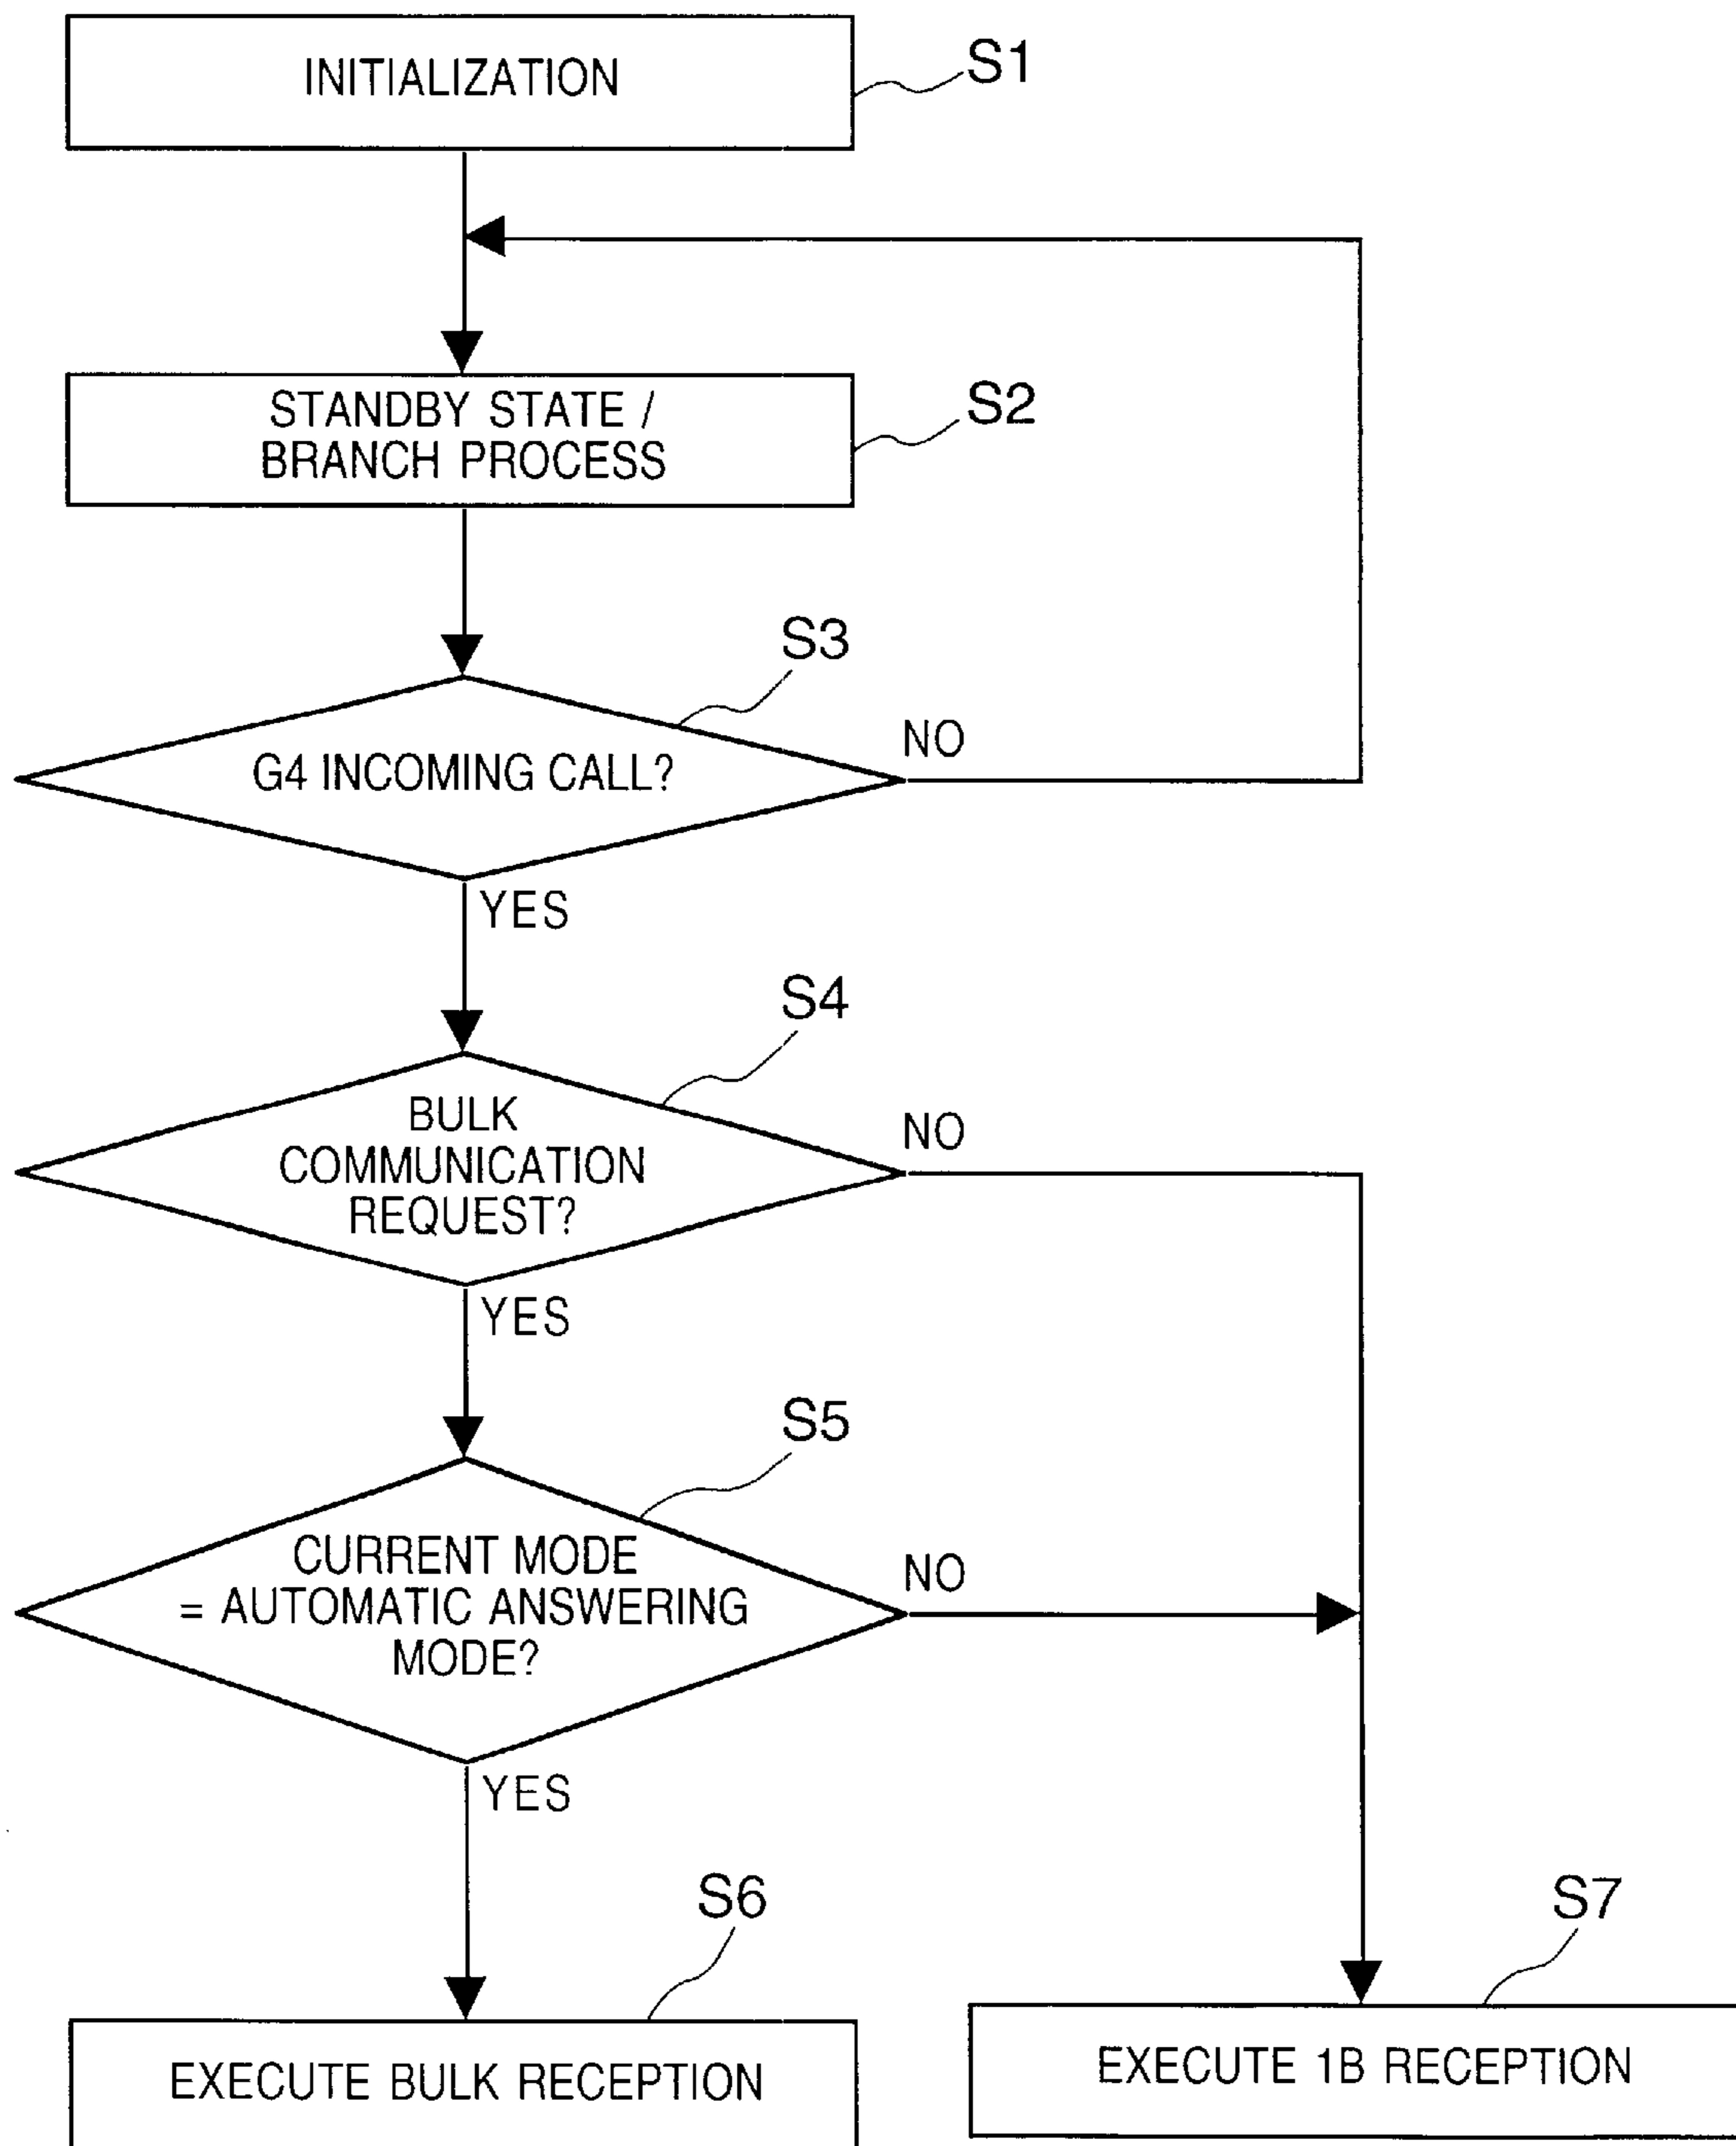 INITIALIZATION
S1
STANDBY STATE /
BRANCH PROCESS
S2
S3
G4 INCOMING CALL?
NO
YES
S4
BULK
COMMUNICATION
REQUEST?
NO
YES
S5
CURRENT MODE
= AUTOMATIC ANSWERING
MODE?
NO
YES
S6
S7
EXECUTE BULK RECEPTION
EXECUTE 1B RECEPTION